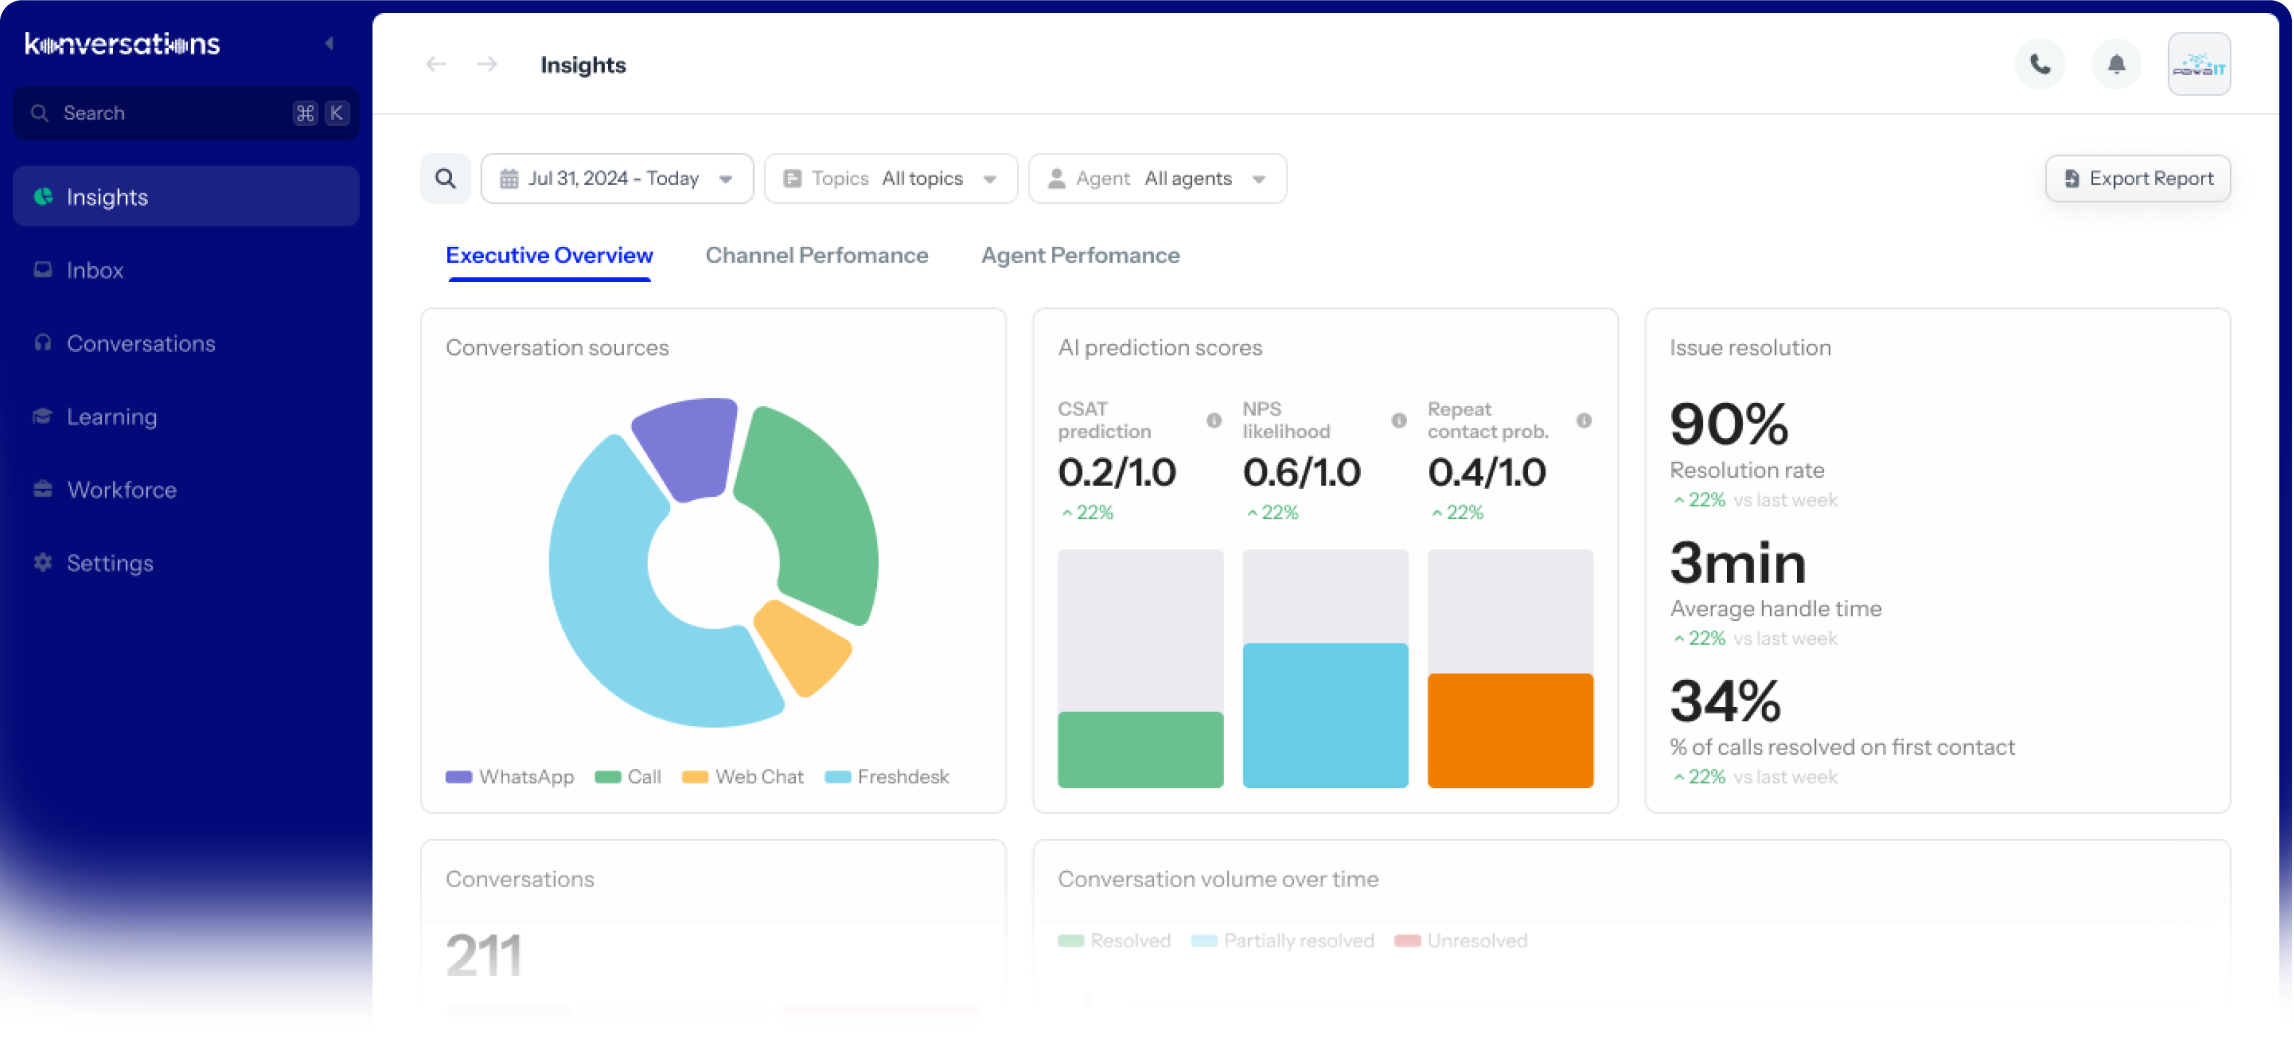 konversations
Search ⌘ K
Insights
Inbox
Conversations
Learning
Workforce
Settings
Insights
pawaIT
Jul 31, 2024 - Today
Topics All topics
Agent All agents
Export Report
Executive Overview
Channel Perfomance
Agent Perfomance
Conversation sources
WhatsApp
Call
Web Chat
Freshdesk
AI prediction scores
CSAT
prediction
0.2/1.0
22%
NPS
likelihood
0.6/1.0
22%
Repeat
contact prob.
0.4/1.0
22%
Issue resolution
90%
Resolution rate
22% vs last week
3min
Average handle time
22% vs last week
34%
% of calls resolved on first contact
22% vs last week
Conversations
211
Conversation volume over time
Resolved
Partially resolved
Unresolved
2